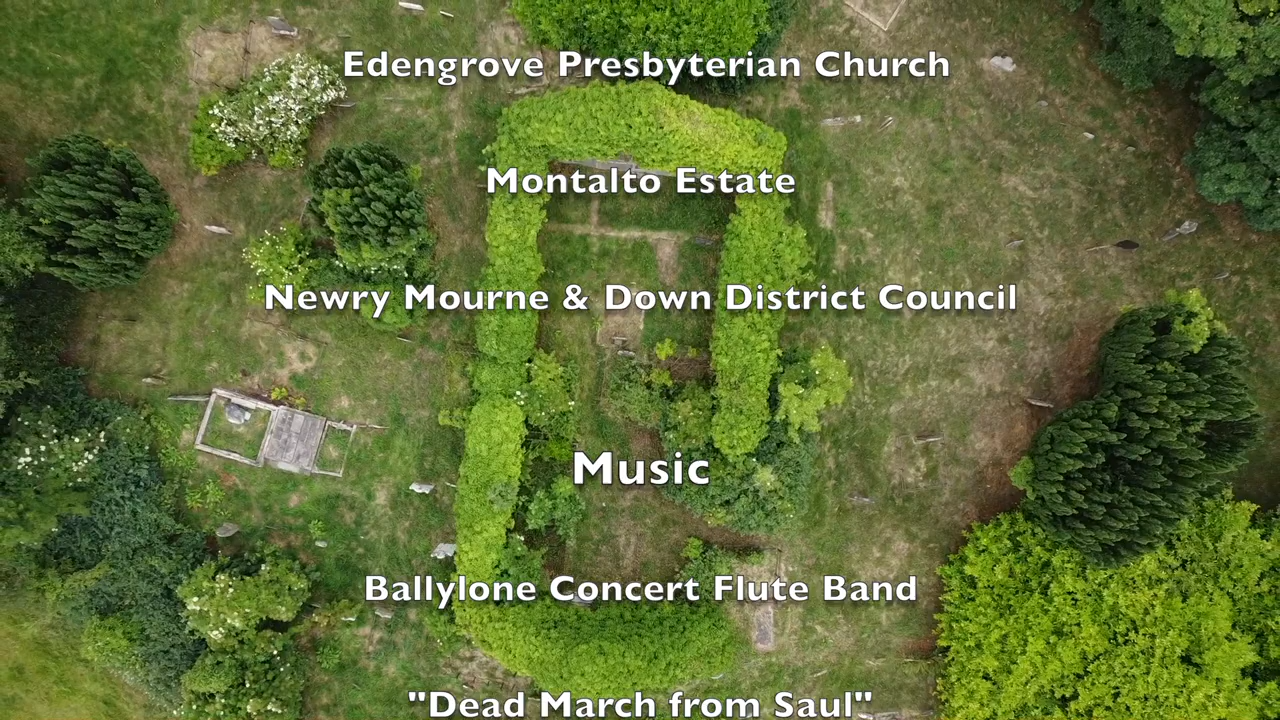 Edengrove Presbyterian Church
Montalto Estate
Newry Mourne & Down District Council
Music
Ballylone Concert Flute Band
"Dead March from Saul"